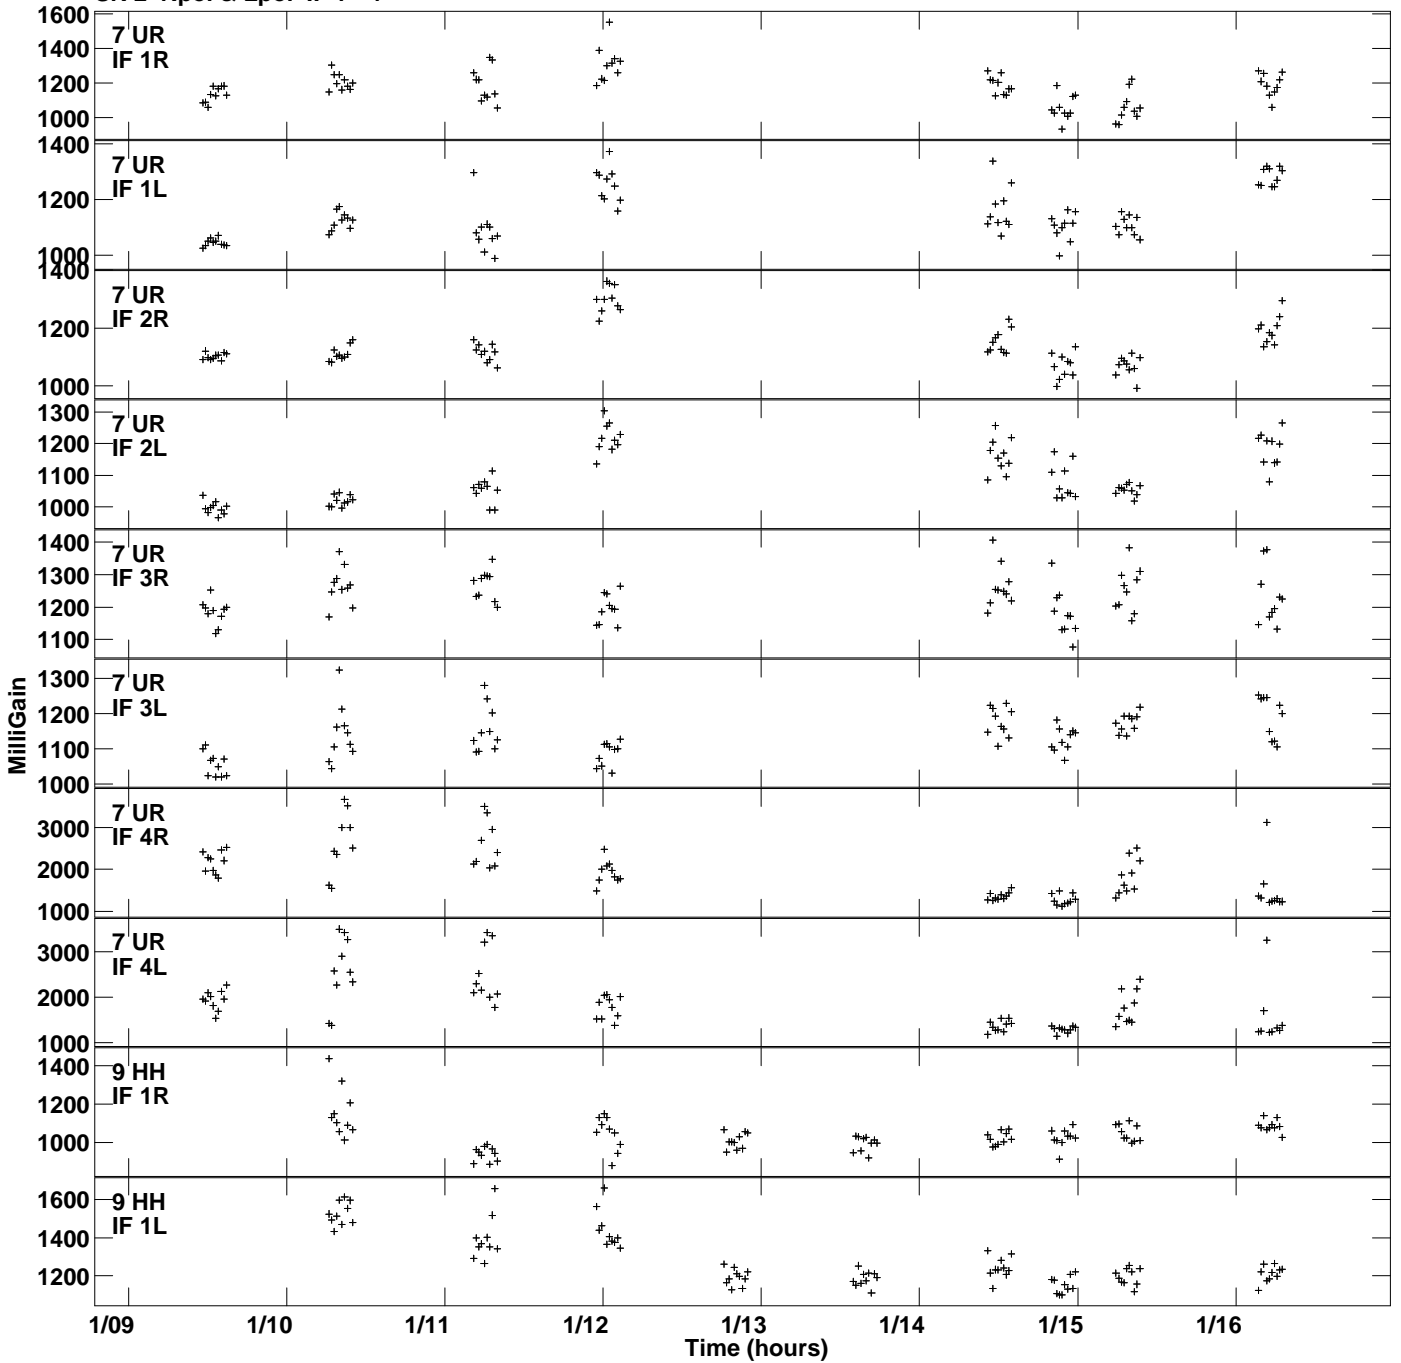 1600
1400
1200
1000
7 UR
IF 1R
1400
1200
1000
7 UR
IF 1L
1400
1200
1000
7 UR
IF 2R
1300
1200
1100
1000
7 UR
IF 2L
1400
1300
1200
1100
7 UR
IF 3R
1300
1200
1100
1000
7 UR
IF 3L
3000
2000
1000
7 UR
IF 4R
3000
2000
1000
7 UR
IF 4L
1400
1200
1000
9 HH
IF 1R
1600
1400
1200
9 HH
IF 1L
MilliGain
1/09 1/10 1/11 1/12 1/13 1/14 1/15 1/16
Time (hours)